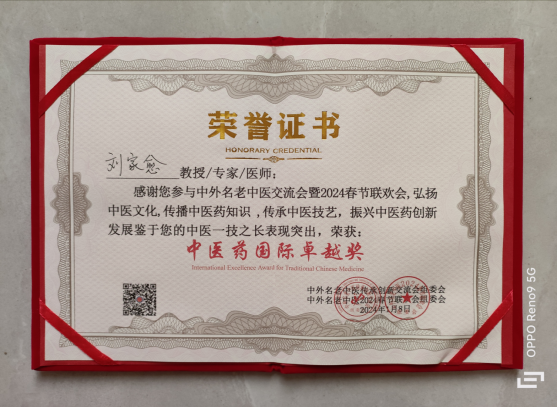 荣誉证书
HONORARY CREDENTIAL
刘家愈 教授/专家/医师:
感谢您参与中外名老中医交流会暨2024春节联欢会,弘扬
中医文化,传播中医药知识,传承中医技艺,振兴中医药创新
发展鉴于您的中医一技之长表现突出,荣获:
中医药国际卓越奖
International Excellence Award for Traditional Chinese Medicine
中外名老中医传承创新交流会组委会
中外名老中医2024春节联欢会组委会
2024年1月8日
OPPO Reno9 5G